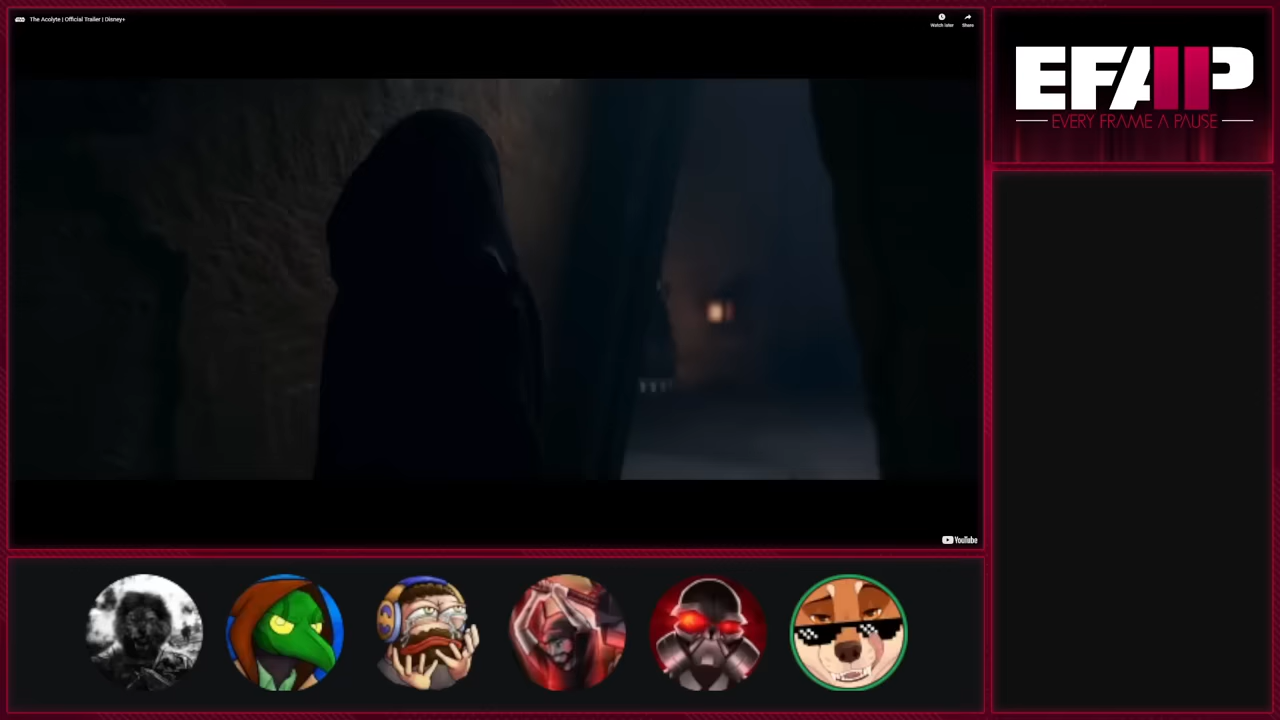 The Acolyte | Official Trailer | Disney+
Watch later
Share
EFAP
EVERY FRAME A PAUSE
YouTube